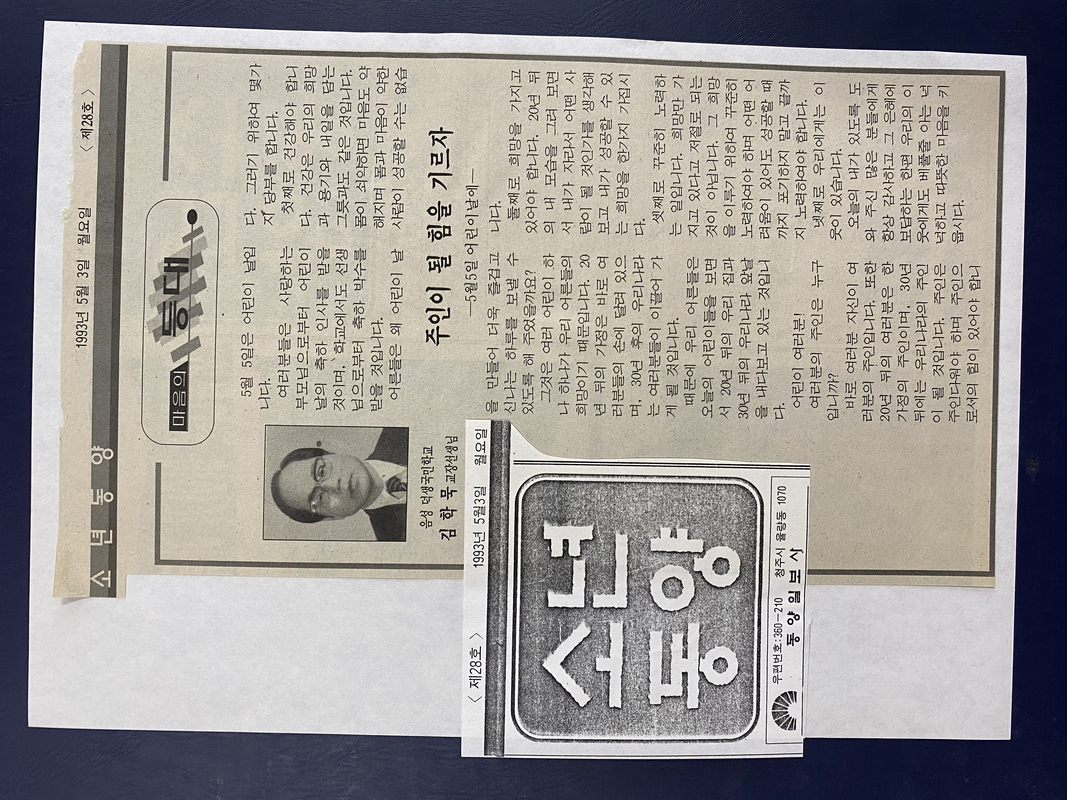 소년동양
1993년 5월 3일 월요일
〈제28호〉
마음의 등대
음성 덕생국민학교
김학묵 교장선생님
주인이 될 힘을 기르자
—5월5일 어린이날에—
5월 5일은 어린이 날입
니다.
여러분들은 사랑하는
부모님으로부터 어린이
날의 축하 인사를 받을
것이며, 학교에서도 선생
님으로부터 축하 박수를
받을 것입니다.
어른들은 왜 어린이 날
을 만들어 더욱 즐겁고
신나는 하루를 보낼 수
있도록 해 주었을까요?
그것은 여러 어린이 하
나 하나가 우리 어른들의
희망이기 때문입니다. 20
년 뒤의 가정은 바로 여
러분들의 손에 달려 있으
며, 30년 후의 우리나라
는 여러분들이 이끌어 가
게 될 것입니다.
때문에 우리 어른들은
오늘의 어린이들을 보면
서 20년 뒤의 우리 집과
30년 뒤의 우리나라 앞날
을 내다보고 있는 것입니
다.
어린이 여러분!
여러분의 주인은 누구
입니까?
바로 여러분 자신이 여
러분의 주인입니다. 또한
20년 뒤의 여러분은 한
가정의 주인이며, 30년
뒤에는 우리나라의 주인
이 될 것입니다. 주인은
주인다워야 하며 주인으
로서의 힘이 있어야 합니
다. 그러기 위하여 몇가
지 당부를 합니다.
첫째로 건강해야 합니
다. 건강은 우리의 희망
과 용기와 내일을 담는
그릇과도 같은 것입니다.
몸이 쇠약하면 마음도 약
해지며 몸과 마음이 약한
사람이 성공할 수는 없습
니다.
둘째로 희망을 가지고
있어야 합니다. 20년 뒤
의 내 모습을 그려 보면
서 내가 자라서 어떤 사
람이 될 것인가를 생각해
보고 내가 성공할 수 있
는 희망을 한가지 가집시
다.
셋째로 꾸준히 노력하
는 일입니다. 희망만 가
지고 있다고 저절로 되는
것이 아닙니다. 그 희망
을 이루기 위하여 꾸준히
노력하여야 하며 어떤 어
려움이 있어도 성공할 때
까지 포기하지 말고 끝까
지 노력하여야 합니다.
넷째로 우리에게는 이
웃이 있습니다.
오늘의 내가 있도록 도
와 주신 많은 분들에게
항상 감사하고 그 은혜에
보답하는 한편 우리의 이
웃에게도 베풀줄 아는 넉
넉하고 따뜻한 마음을 키
웁시다.
〈제28호〉
1993년 5월3일
월요일
소년
동양
우편번호:360-210 청주시 율량동 1070
동양일보사